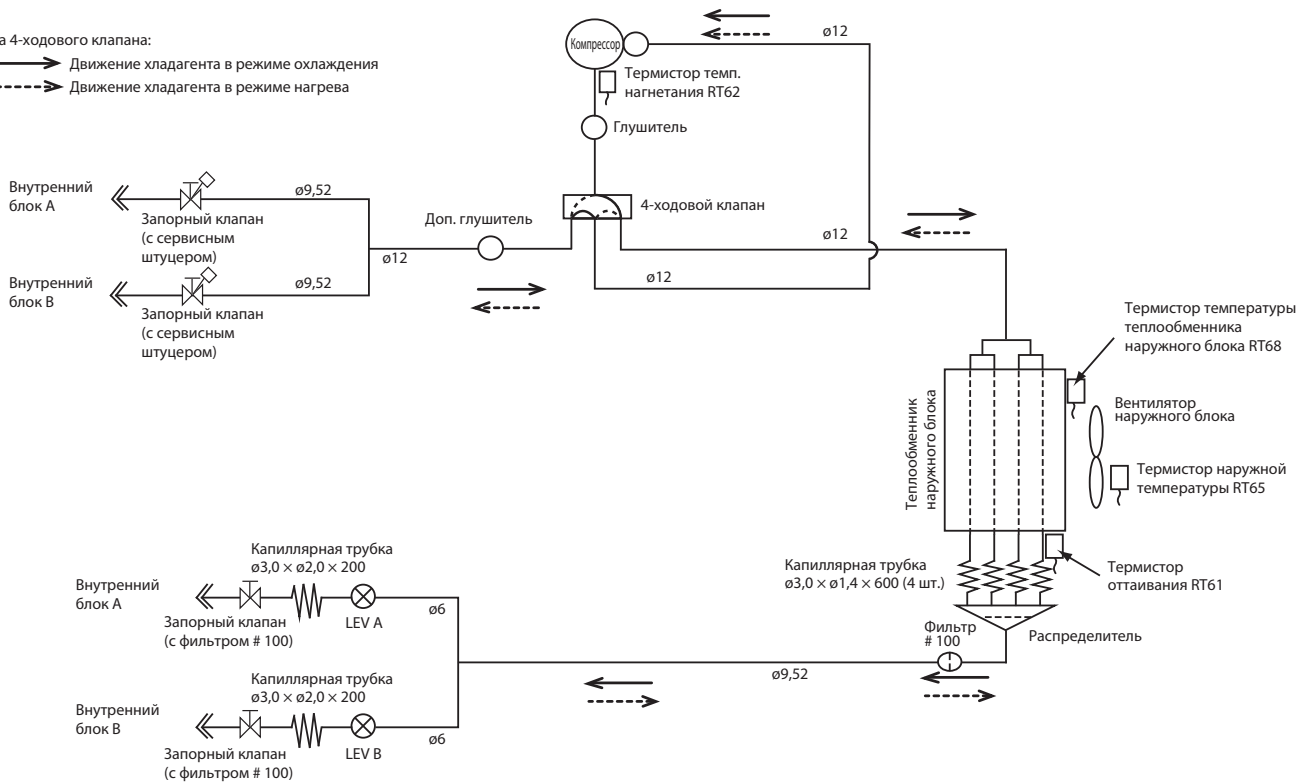 а 4-ходового клапана:
Движение хладагента в режиме охлаждения
Движение хладагента в режиме нагрева
Компрессор
ø12
Термистор темп.
нагнетания RT62
Глушитель
4-ходовой клапан
Внутренний
блок A
ø9,52
Запорный клапан
(с сервисным
штуцером)
Доп. глушитель
ø12
ø12
ø12
Внутренний
блок B
ø9,52
Запорный клапан
(с сервисным
штуцером)
Термистор температуры
теплообменника
наружного блока RT68
Вентилятор
наружного блока
Теплообменник
наружного блока
Термистор наружной
температуры RT65
Капиллярная трубка
ø3,0 × ø1,4 × 600 (4 шт.)
Термистор
оттаивания RT61
Распределитель
Фильтр
# 100
ø9,52
Капиллярная трубка
ø3,0 × ø2,0 × 200
Внутренний
блок A
Запорный клапан
(с фильтром # 100)
LEV A
ø6
Капиллярная трубка
ø3,0 × ø2,0 × 200
Внутренний
блок B
Запорный клапан
(с фильтром # 100)
LEV B
ø6